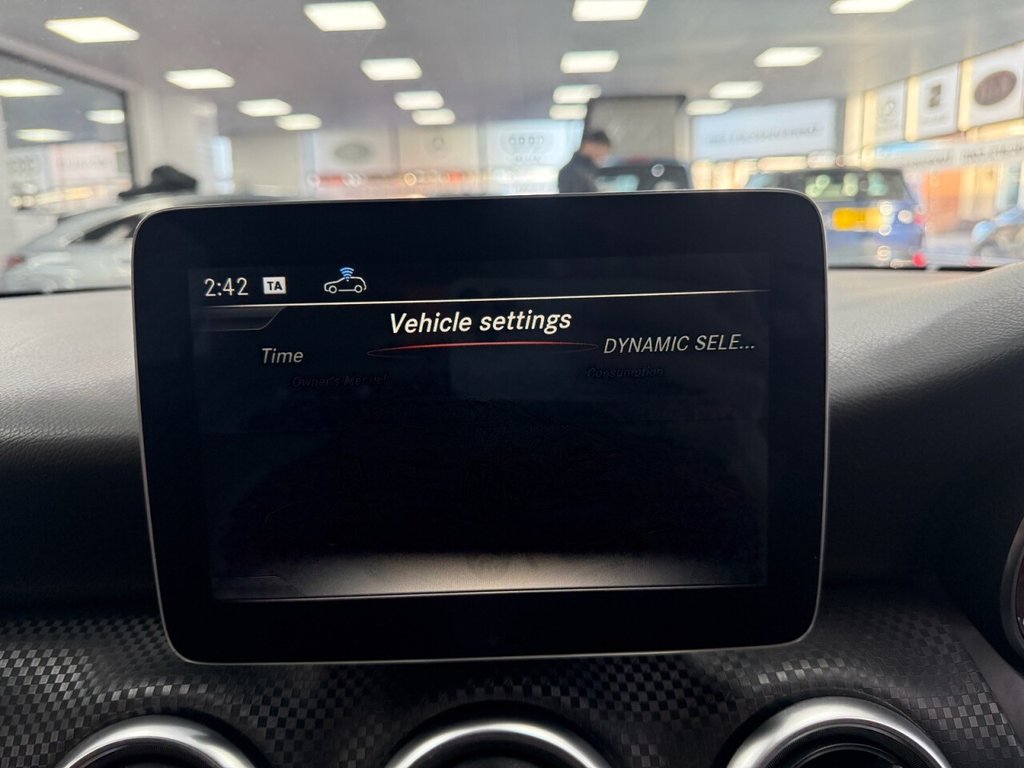 2:42 TA
Vehicle settings
Time
DYNAMIC SELE...
Owner's Manual
Consumption